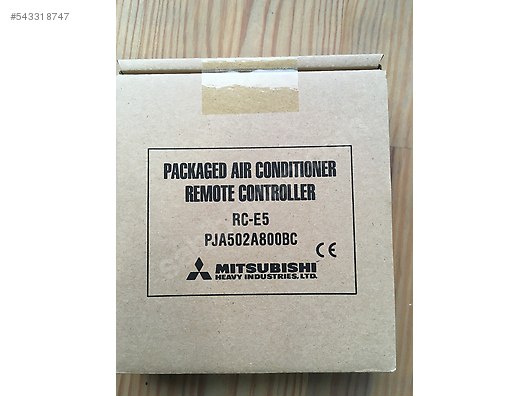 #543318747
PACKAGED AIR CONDITIONER
REMOTE CONTROLLER
RC-E5
PJA502A800BC
CE
MITSUBISHI
HEAVY INDUSTRIES, LTD.